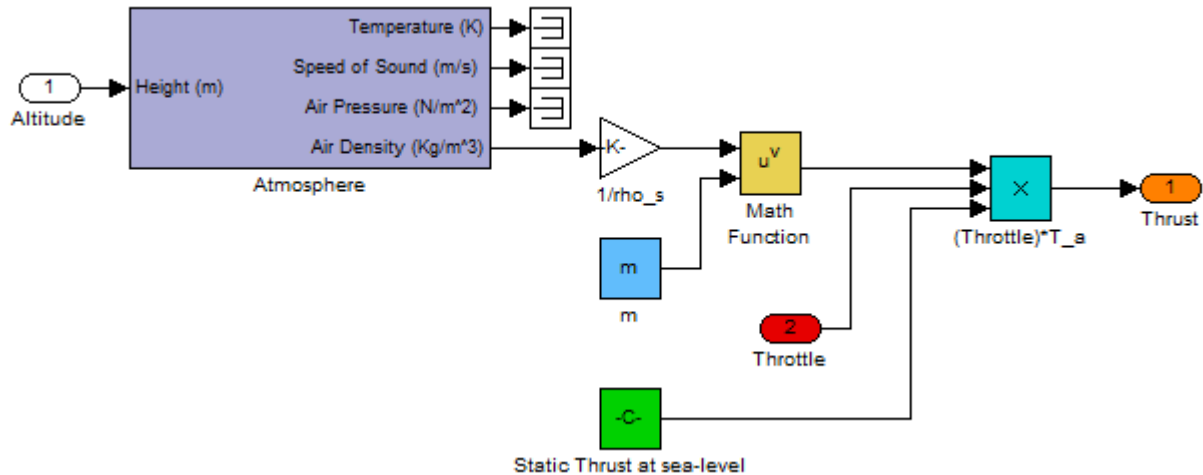 Temperature (K)
Speed of Sound (m/s)
1
Height (m)
Altitude
Air Pressure (N/m^2)
Air Density (Kg/m^3)
Atmosphere
-K-
1/rho_s
u^v
Math
Function
×
(Throttle)*T_a
1
Thrust
m
m
2
Throttle
-C-
Static Thrust at sea-level